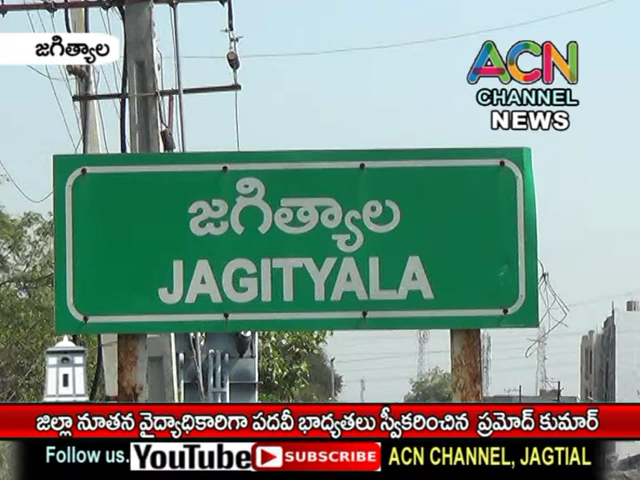 జగిత్యాల
ACN
CHANNEL
NEWS
జగిత్యాల
JAGITYALA
జిల్లా నూతన వైద్యాధికారిగా పదవీ భాద్యతలు స్వీకరించిన ప్రమోద్ కుమార్
Follow us. YouTube SUBSCRIBE ACN CHANNEL, JAGTIAL